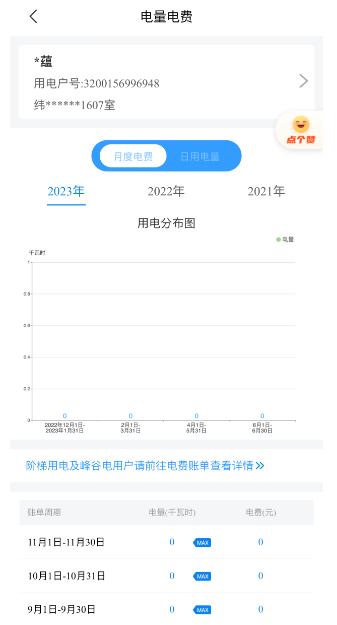 电量电费
*蕴
用电户号:3200156996948
纬******1607室
点个赞
月度电费 日用电量
2023年 2022年 2021年
用电分布图
电量
千瓦时
1
0.8
0.6
0.4
0.2
0
0 0 0 0
2022年12月1日- 2月1日- 4月1日- 6月1日-
2023年1月31日 3月31日 5月31日 6月30日
阶梯用电及峰谷电用户请前往电费账单查看详情
账单周期 电量(千瓦时) 电费(元)
11月1日-11月30日 0 MAX 0
10月1日-10月31日 0 MAX 0
9月1日-9月30日 0 MAX 0